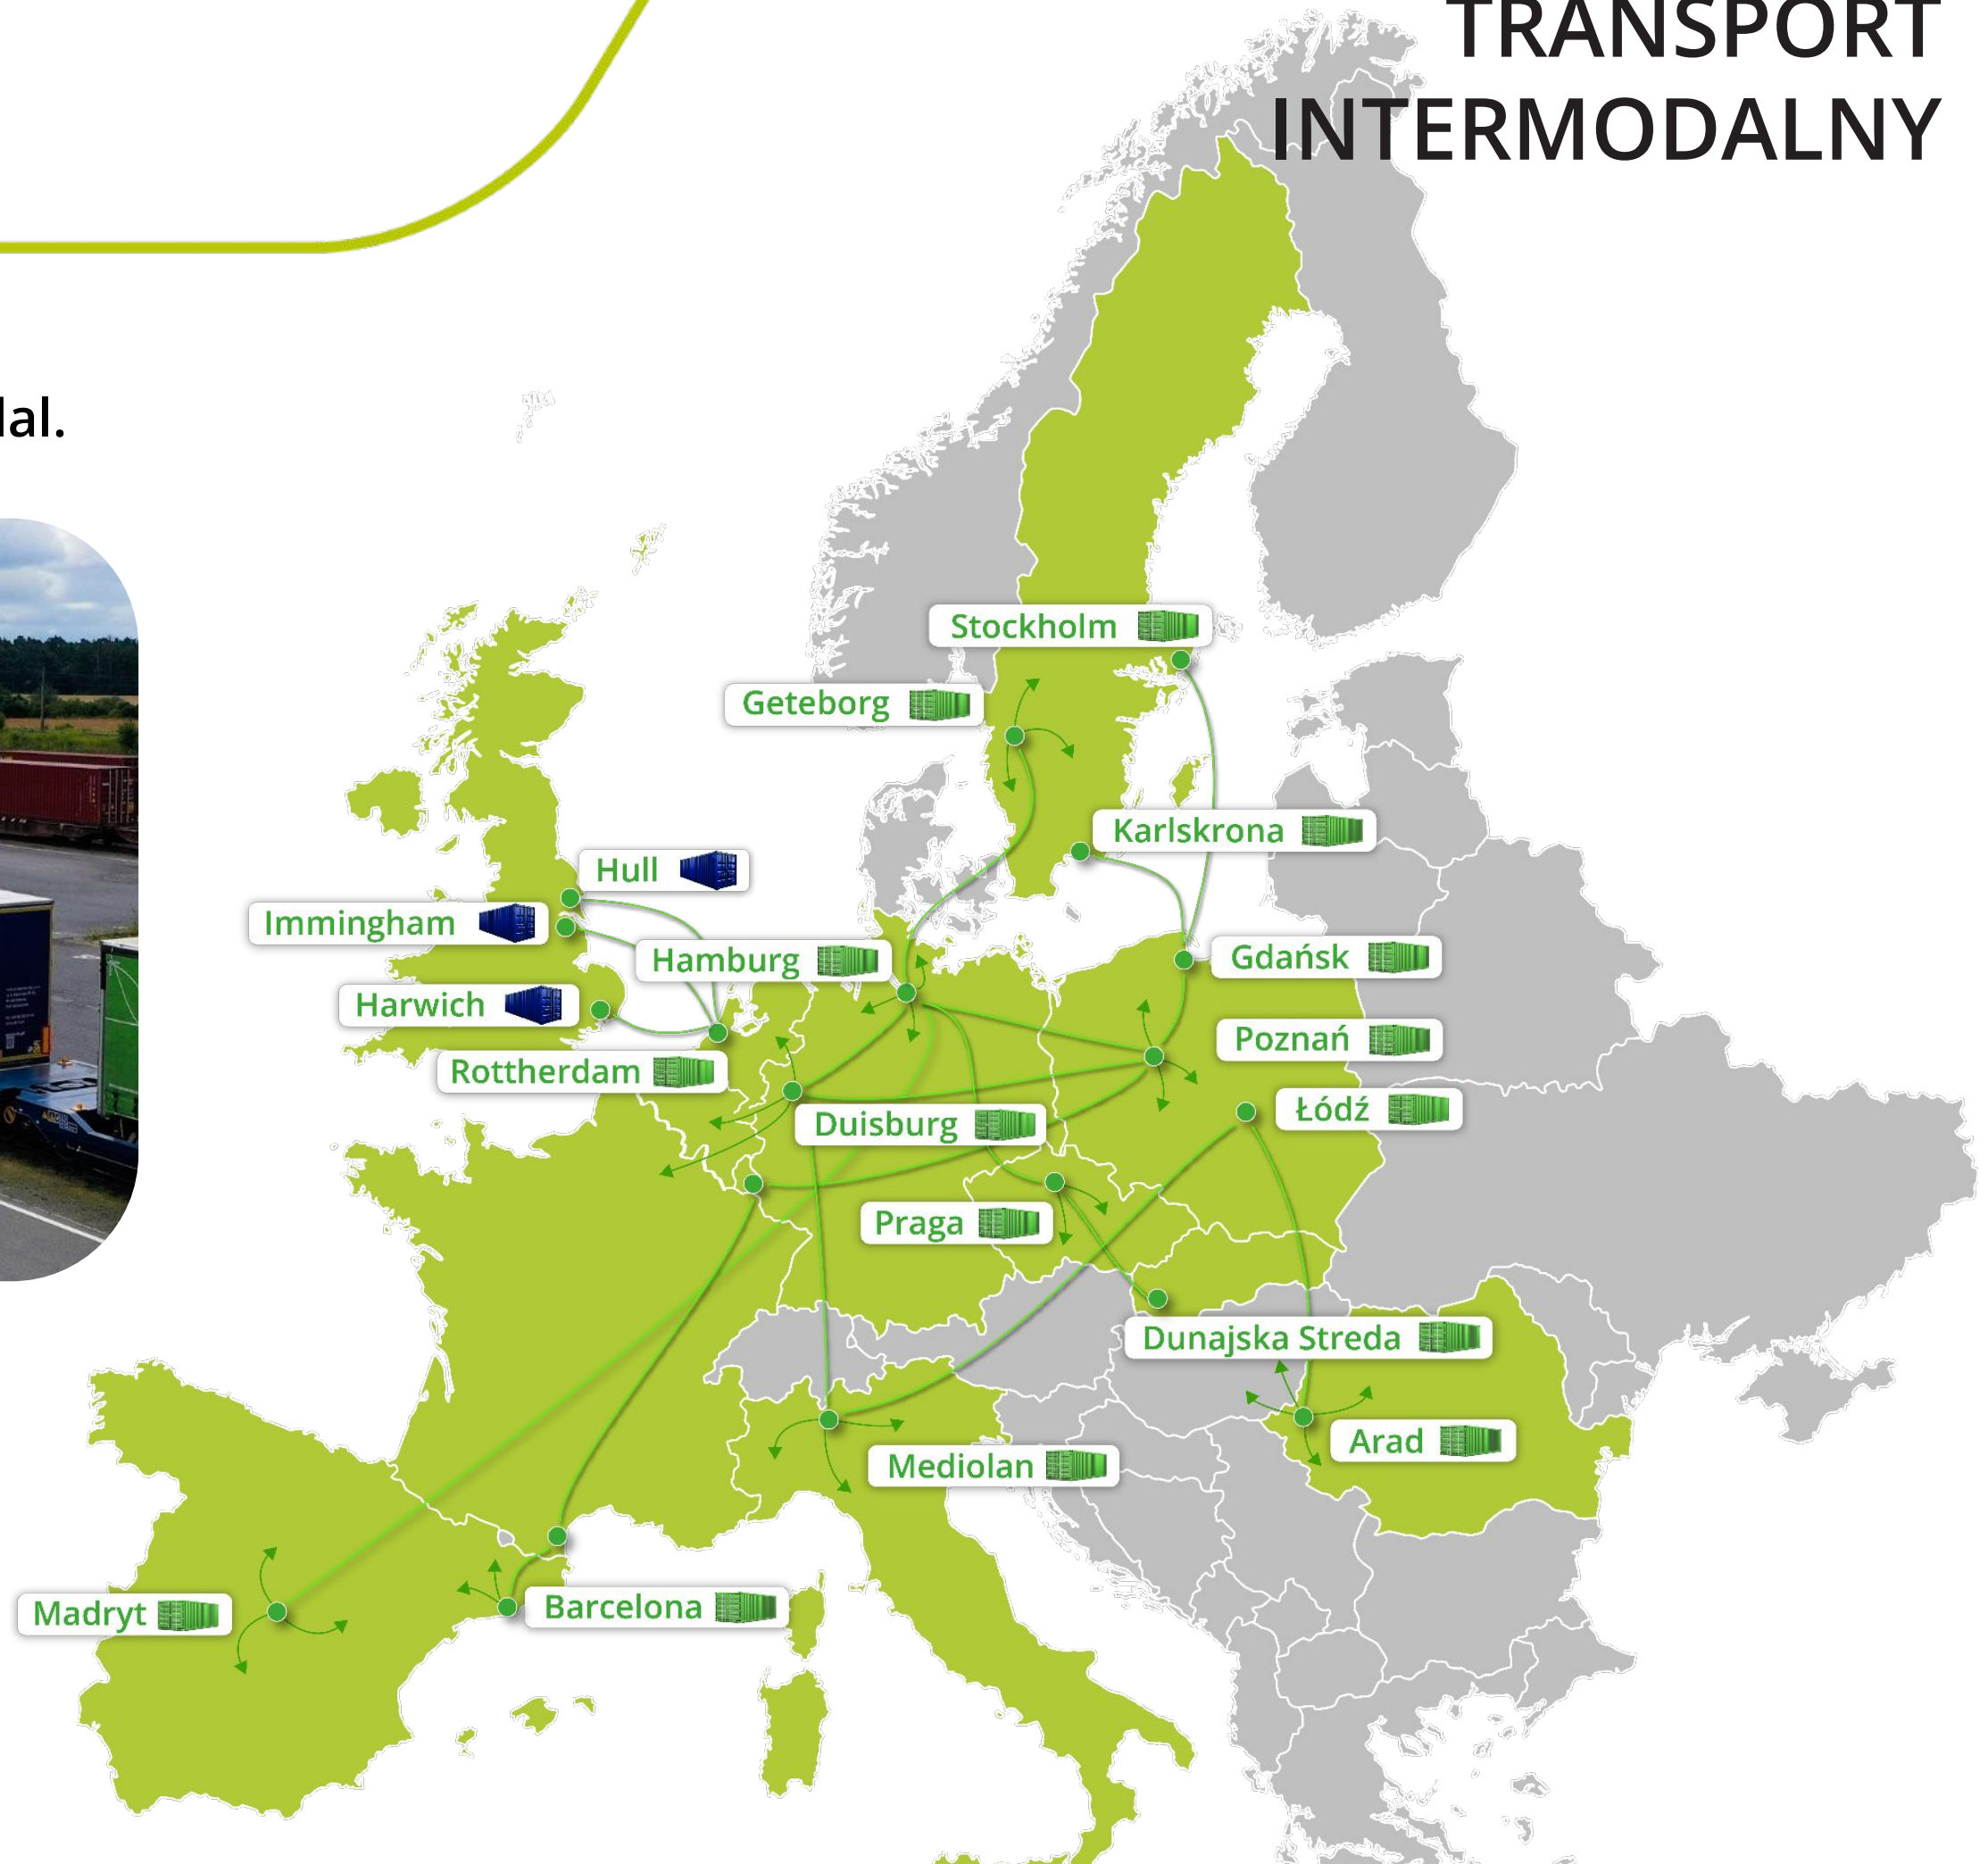 TRANSPORT
INTERMODALNY
dal.
Stockholm
Geteborg
Karlskrona
Hull
Immingham
Hamburg
Gdańsk
Harwich
Poznań
Rottherdam
Łódź
Duisburg
Praga
Dunajska Streda
Arad
Mediolan
Madryt
Barcelona